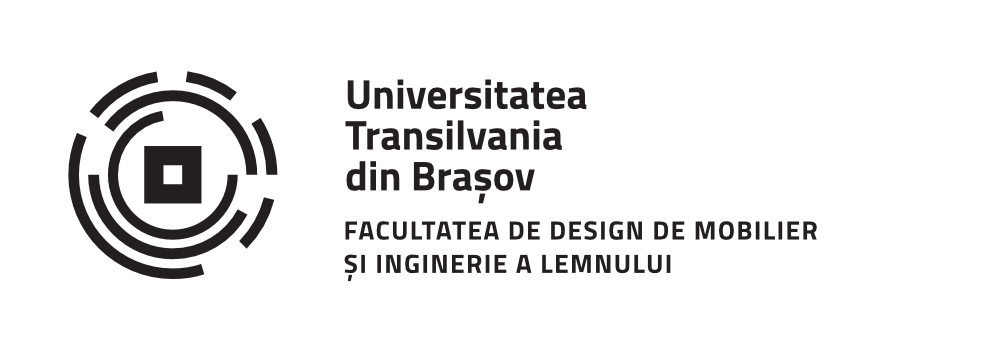 Universitatea
Transilvania
din Brașov
FACULTATEA DE DESIGN DE MOBILIER
ȘI INGINERIE A LEMNULUI